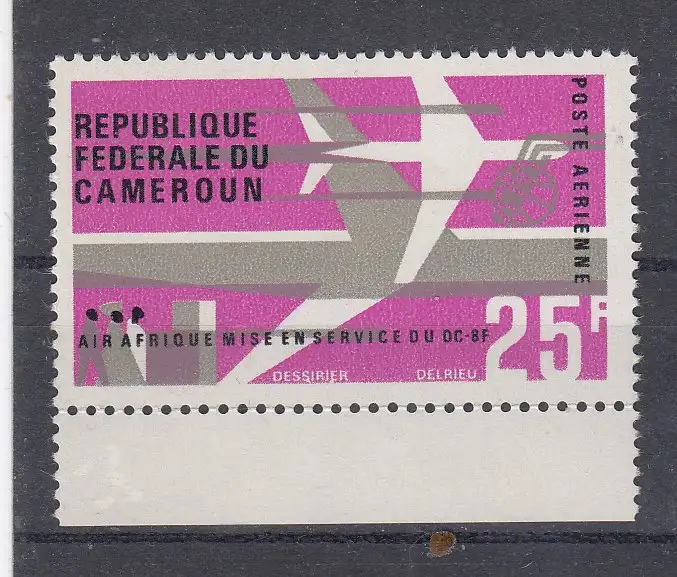 REPUBLIQUE
FEDERALE DU
CAMEROUN
POSTE AERIENNE
25F
AIR AFRIQUE MISE EN SERVICE DU DC-8F
DESSIRIER DELRIEU